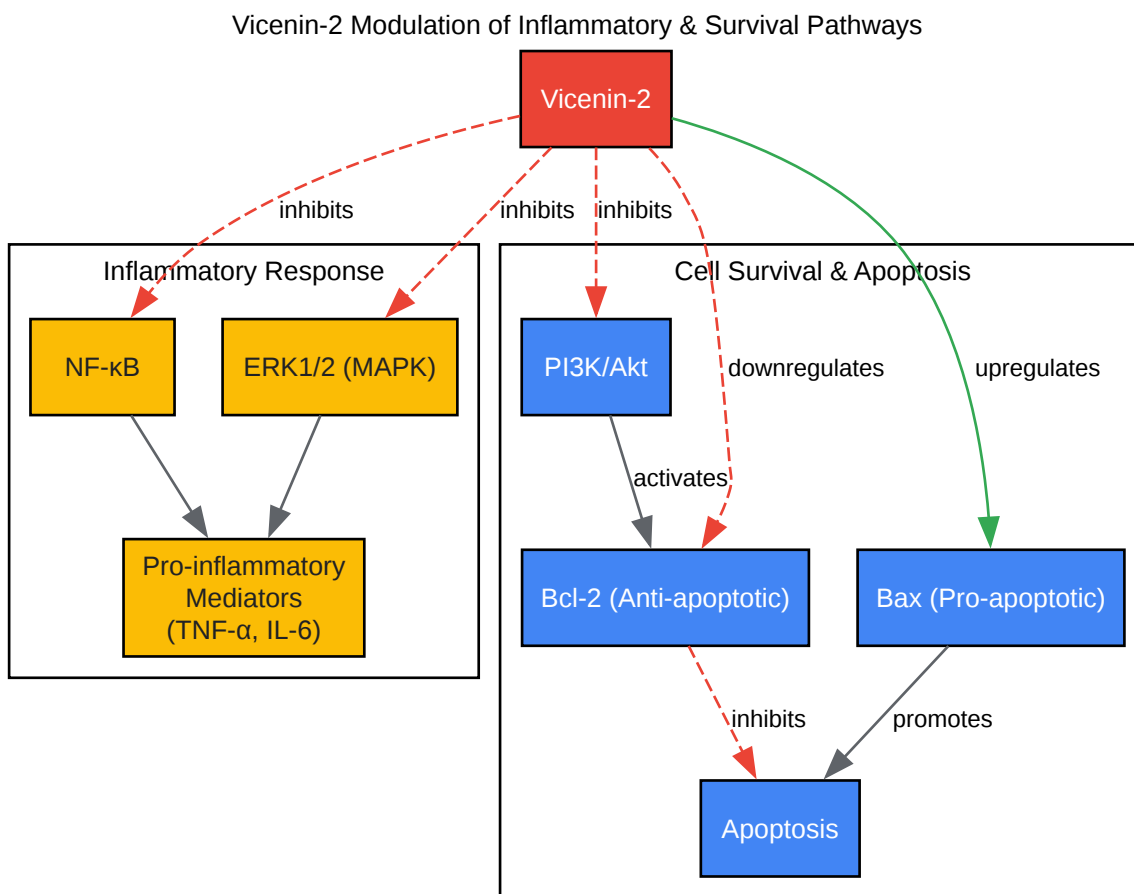 Vicenin-2 Modulation of Inflammatory & Survival Pathways
Vicenin-2
inhibits
inhibits
inhibits
Inflammatory Response
Cell Survival & Apoptosis
NF-κB
ERK1/2 (MAPK)
PI3K/Akt
downregulates
upregulates
activates
Pro-inflammatory
Mediators
(TNF-α, IL-6)
Bcl-2 (Anti-apoptotic)
Bax (Pro-apoptotic)
inhibits
promotes
Apoptosis